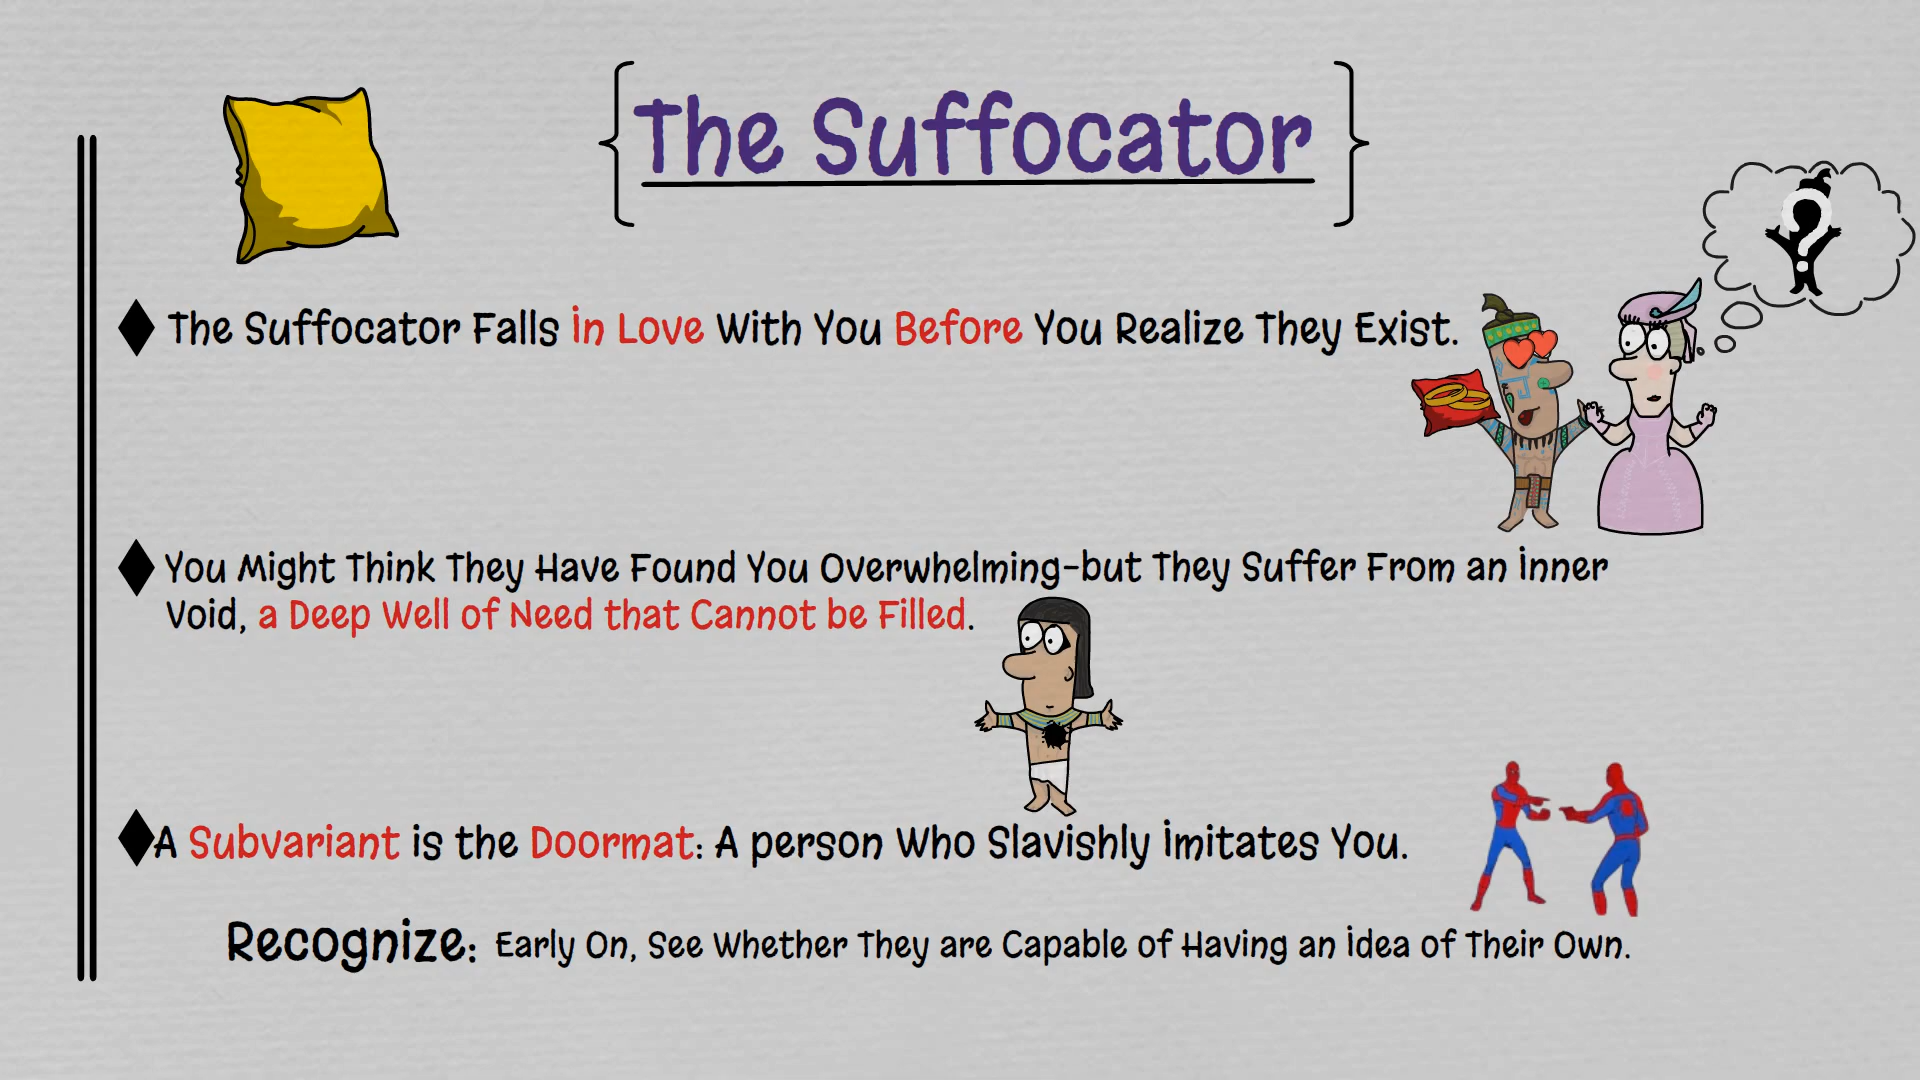 The Suffocator
The Suffocator Falls in Love With You Before You Realize They Exist.
?
You Might Think They Have Found You Overwhelming-but They Suffer From an inner
Void, a Deep Well of Need that Cannot be Filled.
A Subvariant is the Doormat: A person Who Slavishly imitates You.
Recognize: Early On, See Whether They are Capable of Having an idea of Their Own.